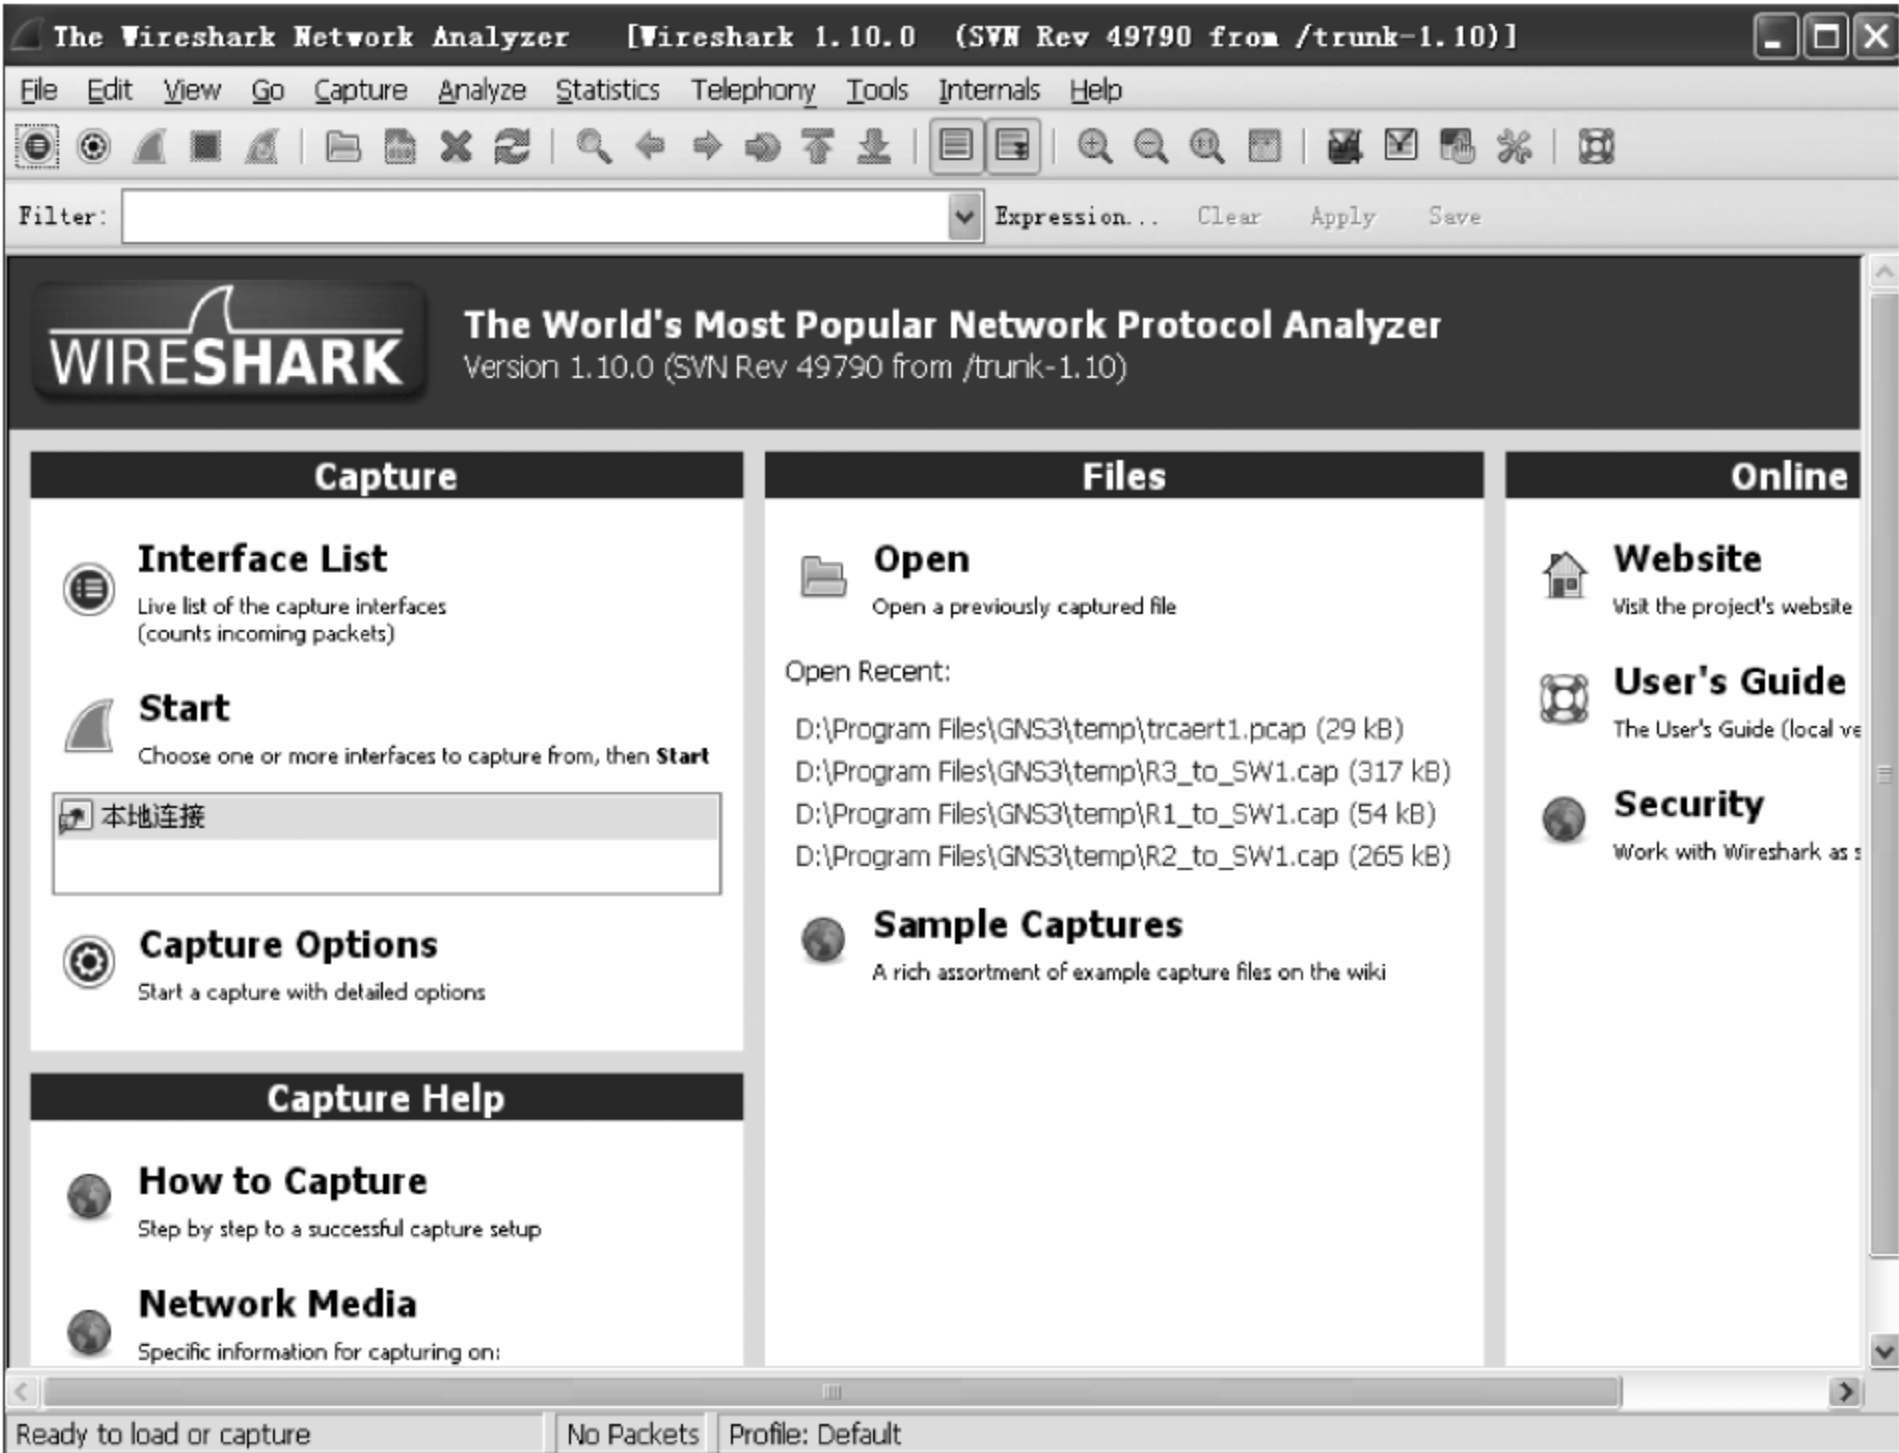 The Wireshark Network Analyzer [Wireshark 1.10.0 (SVN Rev 49790 from /trunk-1.10)]
File Edit View Go Capture Analyze Statistics Telephony Tools Internals Help
Filter: Expression... Clear Apply Save
WIRESHARK
The World's Most Popular Network Protocol Analyzer
Version 1.10.0 (SVN Rev 49790 from /trunk-1.10)
Capture
Interface List
Live list of the capture interfaces
(counts incoming packets)
Start
Choose one or more interfaces to capture from, then Start
本地连接
Capture Options
Start a capture with detailed options
Capture Help
How to Capture
Step by step to a successful capture setup
Network Media
Specific information for capturing on:
Files
Open
Open a previously captured file
Open Recent:
D:\Program Files\GNS3\temp\trcaert1.pcap (29 kB)
D:\Program Files\GNS3\temp\R3_to_SW1.cap (317 kB)
D:\Program Files\GNS3\temp\R1_to_SW1.cap (54 kB)
D:\Program Files\GNS3\temp\R2_to_SW1.cap (265 kB)
Sample Captures
A rich assortment of example capture files on the wiki
Online
Website
Visit the project's website
User's Guide
The User's Guide (local ve
Security
Work with Wireshark as s
Ready to load or capture
No Packets
Profile: Default